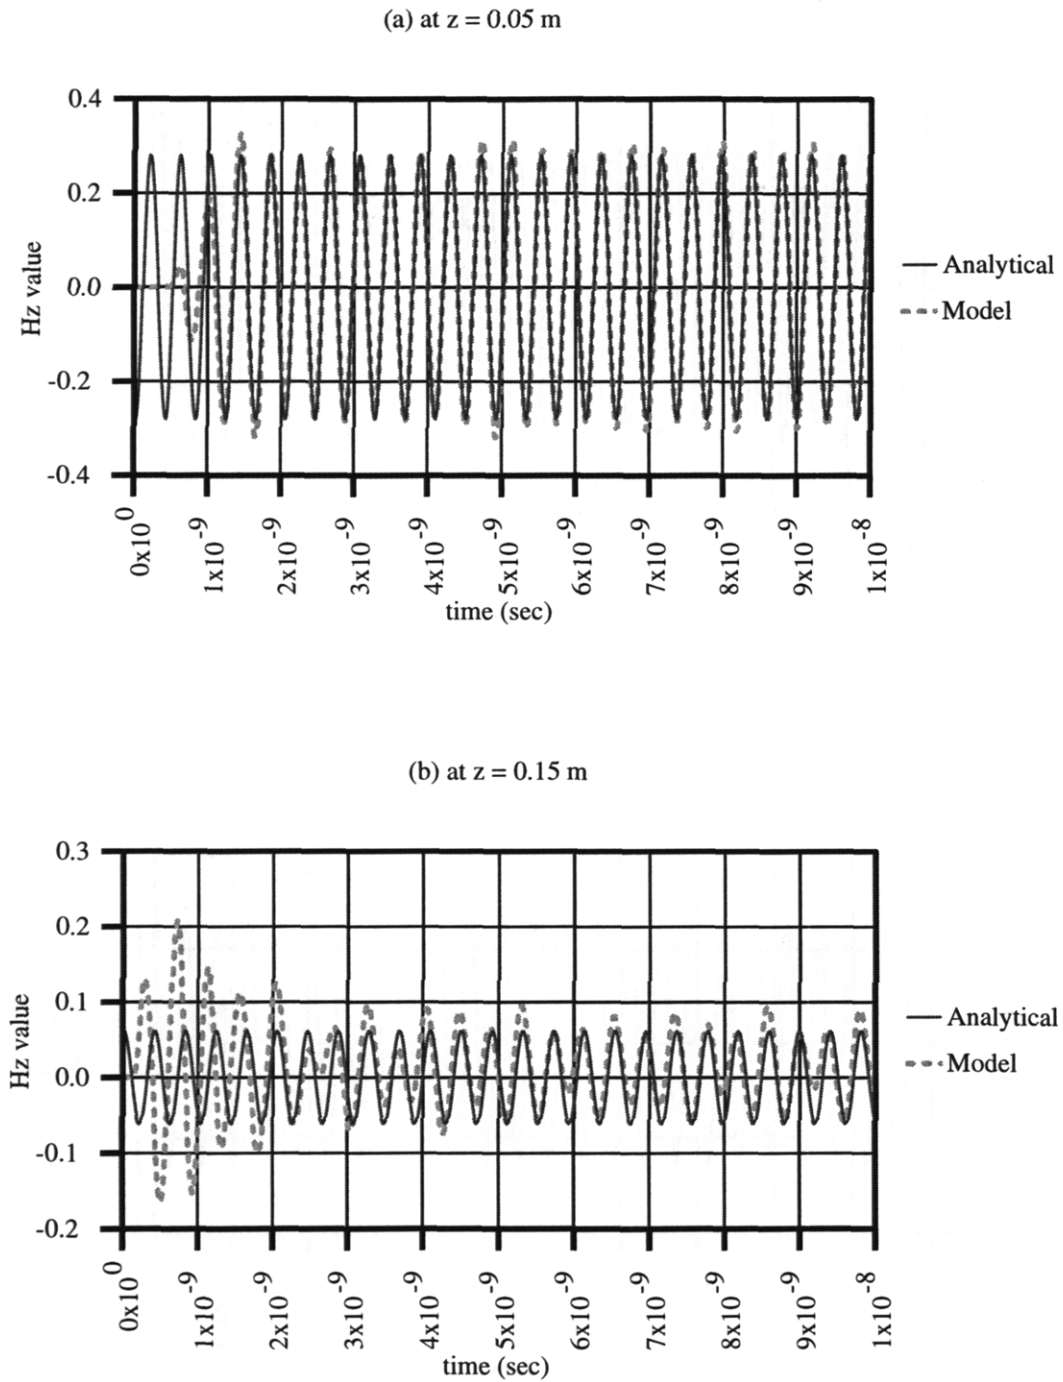 (a) at z = 0.05 m
0.4
0.2
0.0
-0.2
-0.4
Hz value
Analytical
Model
0x10^0
1x10^-9
2x10^-9
3x10^-9
4x10^-9
5x10^-9
6x10^-9
7x10^-9
8x10^-9
9x10^-9
1x10^-8
time (sec)
(b) at z = 0.15 m
0.3
0.2
0.1
0.0
-0.1
-0.2
Hz value
Analytical
Model
0x10^0
1x10^-9
2x10^-9
3x10^-9
4x10^-9
5x10^-9
6x10^-9
7x10^-9
8x10^-9
9x10^-9
1x10^-8
time (sec)